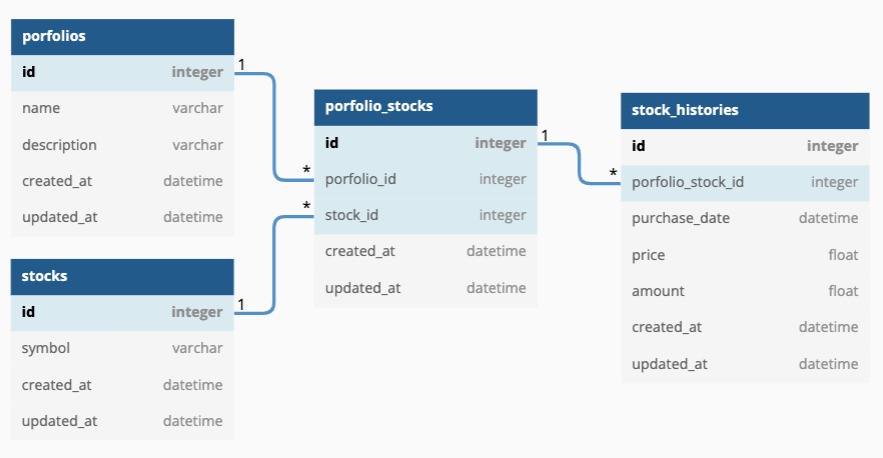 porfolios
id integer
name varchar
description varchar
created_at datetime
updated_at datetime
stocks
id integer
symbol varchar
created_at datetime
updated_at datetime
1
*
*
1
porfolio_stocks
id integer
porfolio_id integer
stock_id integer
created_at datetime
updated_at datetime
1
*
stock_histories
id integer
porfolio_stock_id integer
purchase_date datetime
price float
amount float
created_at datetime
updated_at datetime